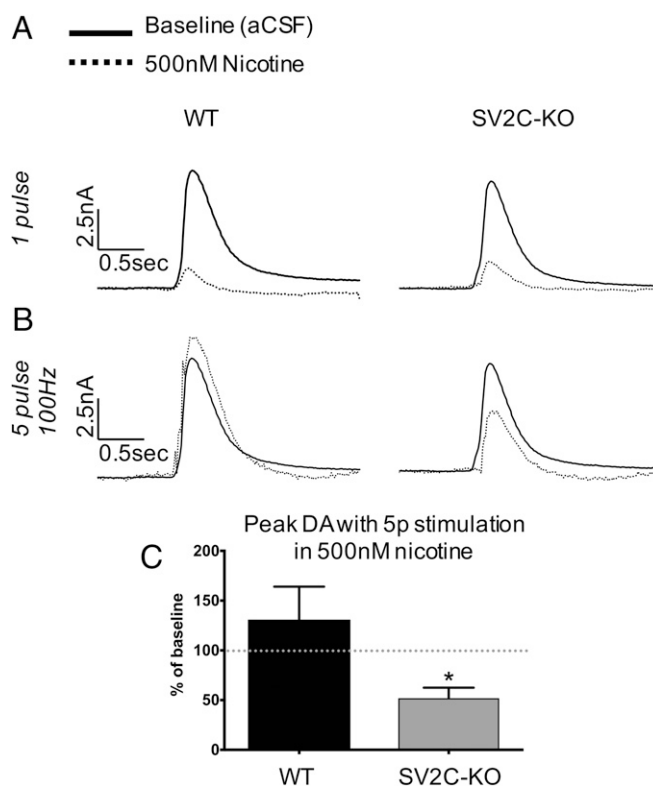 A
Baseline (aCSF)
500nM Nicotine
WT
SV2C-KO
1 pulse
2.5nA
0.5sec
B
5 pulse
100Hz
2.5nA
0.5sec
C
Peak DA with 5p stimulation
in 500nM nicotine
% of baseline
200
150
100
50
0
*
WT
SV2C-KO